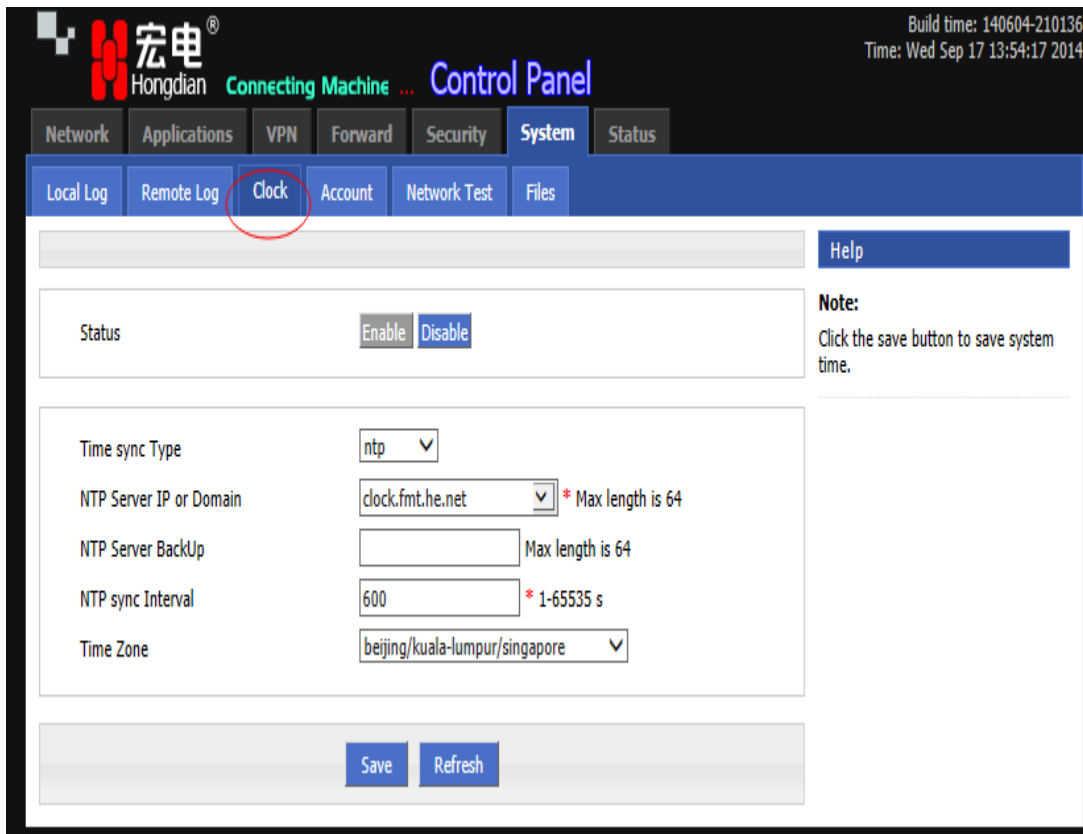 Build time: 140604-210136
Time: Wed Sep 17 13:54:17 2014
宏电®
Hongdian Connecting Machine ... Control Panel
Network Applications VPN Forward Security System Status
Local Log Remote Log Clock Account Network Test Files
Help
Note:
Click the save button to save system
time.
Status Enable Disable
Time sync Type ntp
NTP Server IP or Domain clock.fmt.he.net * Max length is 64
NTP Server BackUp Max length is 64
NTP sync Interval 600 * 1-65535 s
Time Zone beijing/kuala-lumpur/singapore
Save Refresh